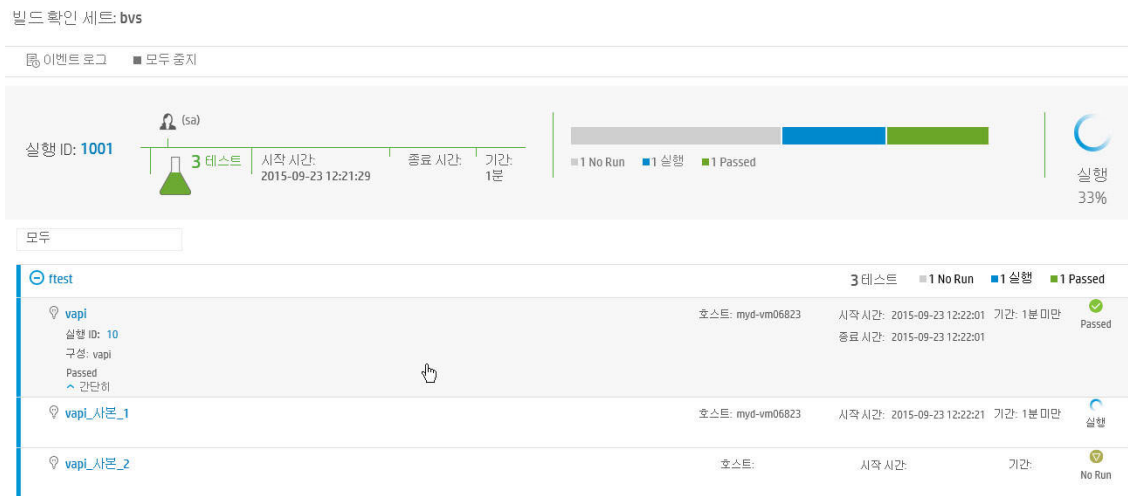 빌드 확인 세트: bvs
이벤트 로그 모두 중지
(sa)
실행 ID: 1001
3 테스트
시작 시간:
2015-09-23 12:21:29
종료 시간:
기간:
1분
1 No Run 1 실행 1 Passed
실행
33%
모두
ftest 3 테스트 1 No Run 1 실행 1 Passed
vapi 호스트: myd-vm06823 시작 시간: 2015-09-23 12:22:01 기간: 1분 미만
실행 ID: 10 종료 시간: 2015-09-23 12:22:01 Passed
구성: vapi
Passed
간단히
vapi_사본_1 호스트: myd-vm06823 시작 시간: 2015-09-23 12:22:21 기간: 1분 미만 실행
vapi_사본_2 호스트: 시작 시간: 기간: No Run